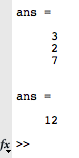 ans =
3
2
7
ans =
12
fx >>